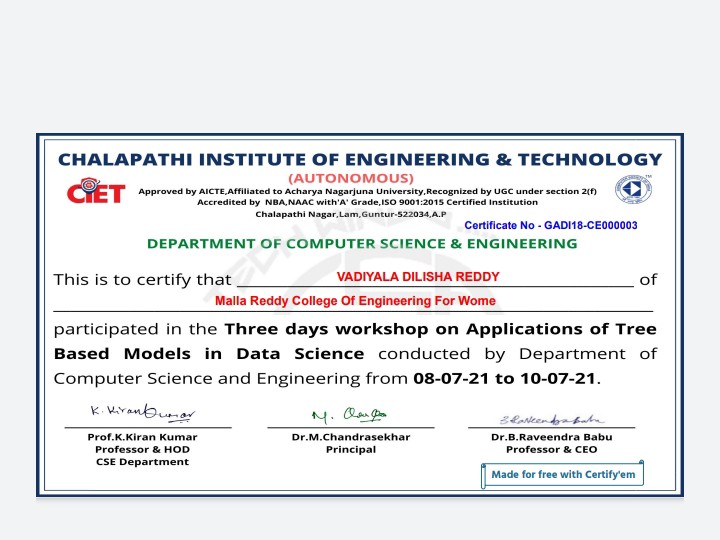 CHALAPATHI INSTITUTE OF ENGINEERING & TECHNOLOGY
(AUTONOMOUS)
CIET
Approved by AICTE,Affiliated to Acharya Nagarjuna University,Recognized by UGC under section 2(f)
Accredited by NBA,NAAC with'A' Grade,ISO 9001:2015 Certified Institution
Chalapathi Nagar,Lam,Guntur-522034,A.P
TM
Certificate No - GADI18-CE000003
DEPARTMENT OF COMPUTER SCIENCE & ENGINEERING
This is to certify that VADIYALA DILISHA REDDY of
Malla Reddy College Of Engineering For Wome
participated in the Three days workshop on Applications of Tree
Based Models in Data Science conducted by Department of
Computer Science and Engineering from 08-07-21 to 10-07-21.
K. Kiran Kumar
Prof.K.Kiran Kumar Dr.M.Chandrasekhar Dr.B.Raveendra Babu
Professor & HOD Principal Professor & CEO
CSE Department
Made for free with Certify'em